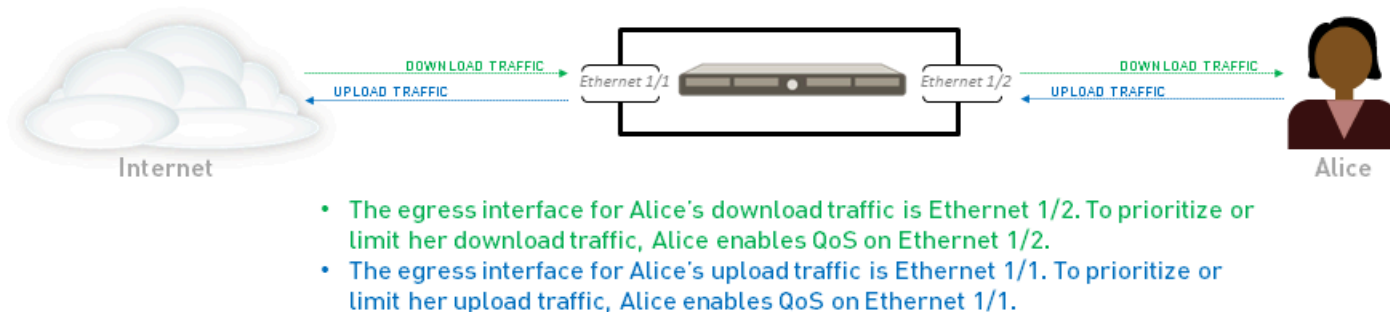 DOWNLOAD TRAFFIC
UPLOAD TRAFFIC
Ethernet 1/1
Ethernet 1/2
DOWNLOAD TRAFFIC
UPLOAD TRAFFIC
Internet
Alice
• The egress interface for Alice's download traffic is Ethernet 1/2. To prioritize or
limit her download traffic, Alice enables QoS on Ethernet 1/2.
• The egress interface for Alice's upload traffic is Ethernet 1/1. To prioritize or
limit her upload traffic, Alice enables QoS on Ethernet 1/1.